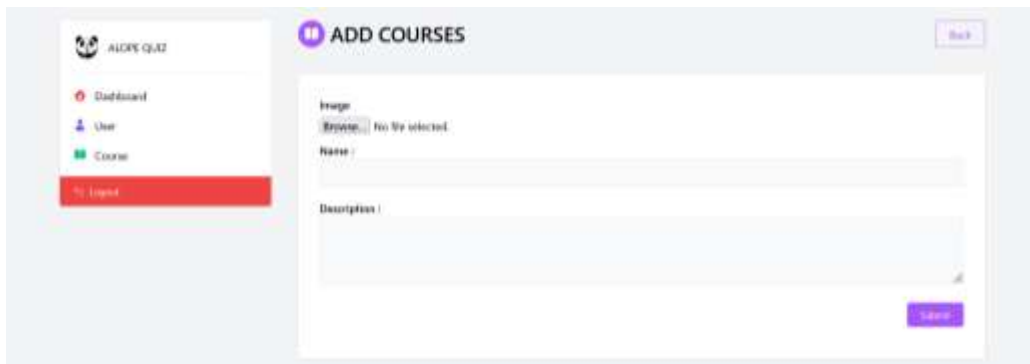 ALOPE QUIZ
Dashboard
User
Course
Logout
ADD COURSES
Back
Image
Browse... No file selected.
Name :
Description :
Submit